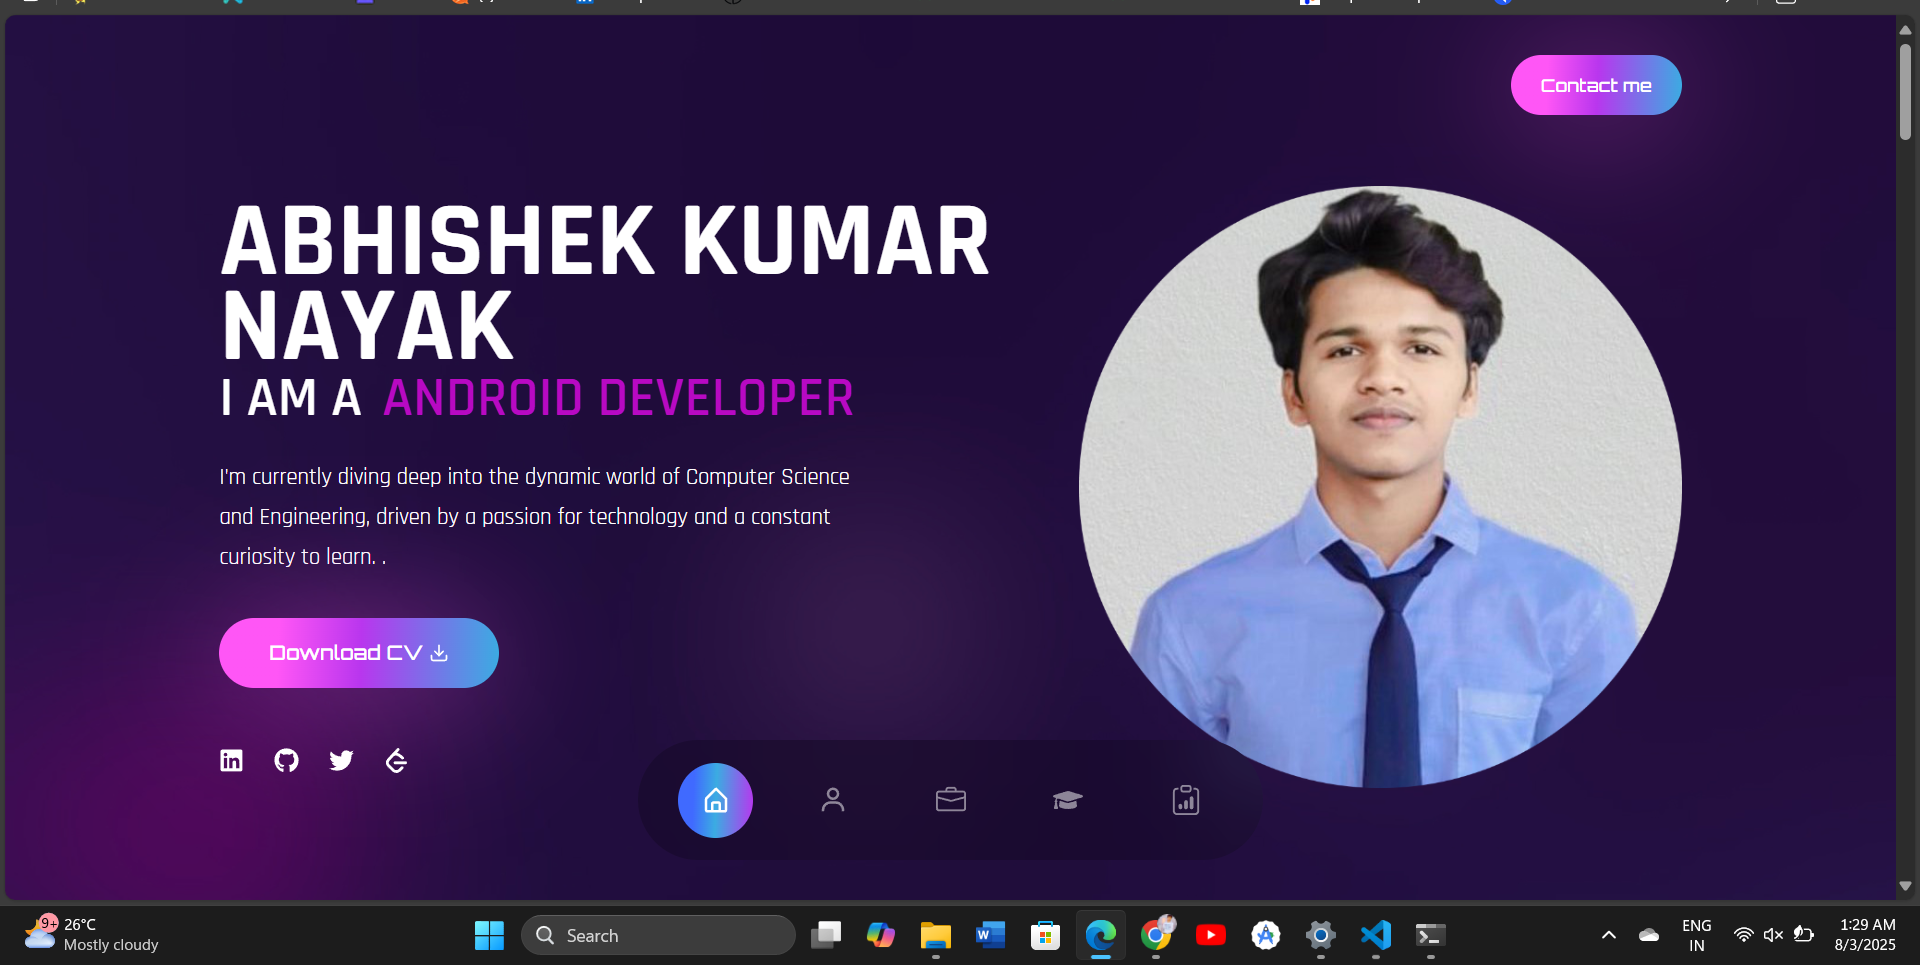 Contact me
ABHISHEK KUMAR
NAYAK
I AM A ANDROID DEVELOPER
I'm currently diving deep into the dynamic world of Computer Science
and Engineering, driven by a passion for technology and a constant
curiosity to learn. .
Download CV
in
9+
26°C
Mostly cloudy
Search
W
ENG
IN
1:29 AM
8/3/2025